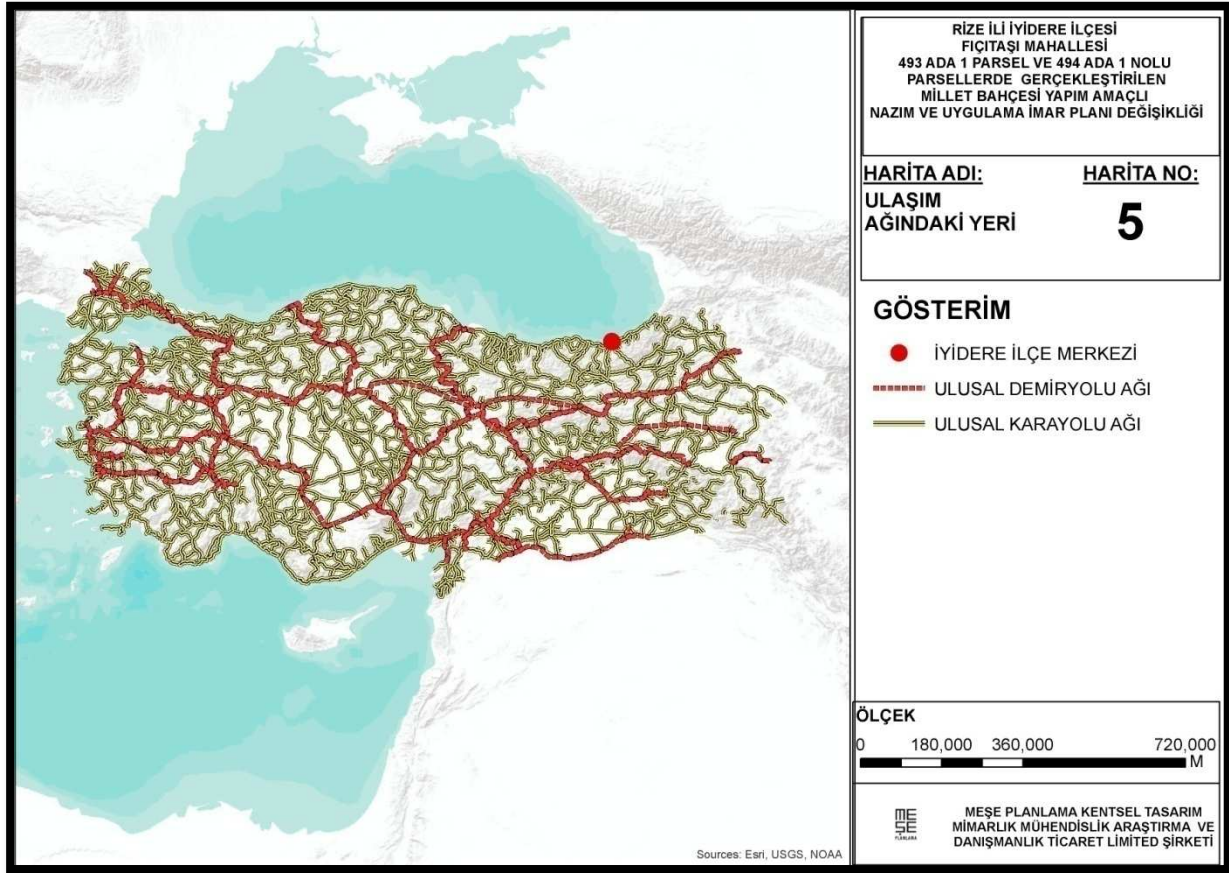 RİZE İLİ İYİDERE İLÇESİ
FIÇITAŞI MAHALLESİ
493 ADA 1 PARSEL VE 494 ADA 1 NOLU
PARSELLERDE GERÇEKLEŞTİRİLEN
MİLLET BAHÇESİ YAPIM AMAÇLI
NAZIM VE UYGULAMA İMAR PLANI DEĞİŞİKLİĞİ
HARİTA ADI:
ULAŞIM
AĞINDAKİ YERİ
HARİTA NO:
5
GÖSTERİM
İYİDERE İLÇE MERKEZİ
ULUSAL DEMİRYOLU AĞI
ULUSAL KARAYOLU AĞI
ÖLÇEK
0 180,000 360,000 720,000
M
MEŞE
PLANLAMA
MEŞE PLANLAMA KENTSEL TASARIM
MİMARLIK MÜHENDİSLİK ARAŞTIRMA VE
DANIŞMANLIK TİCARET LİMİTED ŞİRKETİ
Sources: Esri, USGS, NOAA